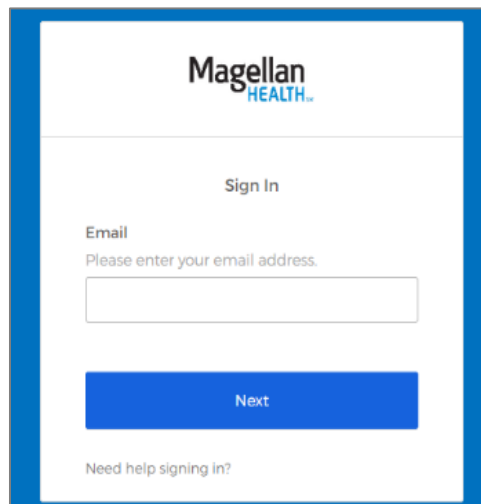 Magellan
HEALTH
Sign In
Email
Please enter your email address.
Next
Need help signing in?